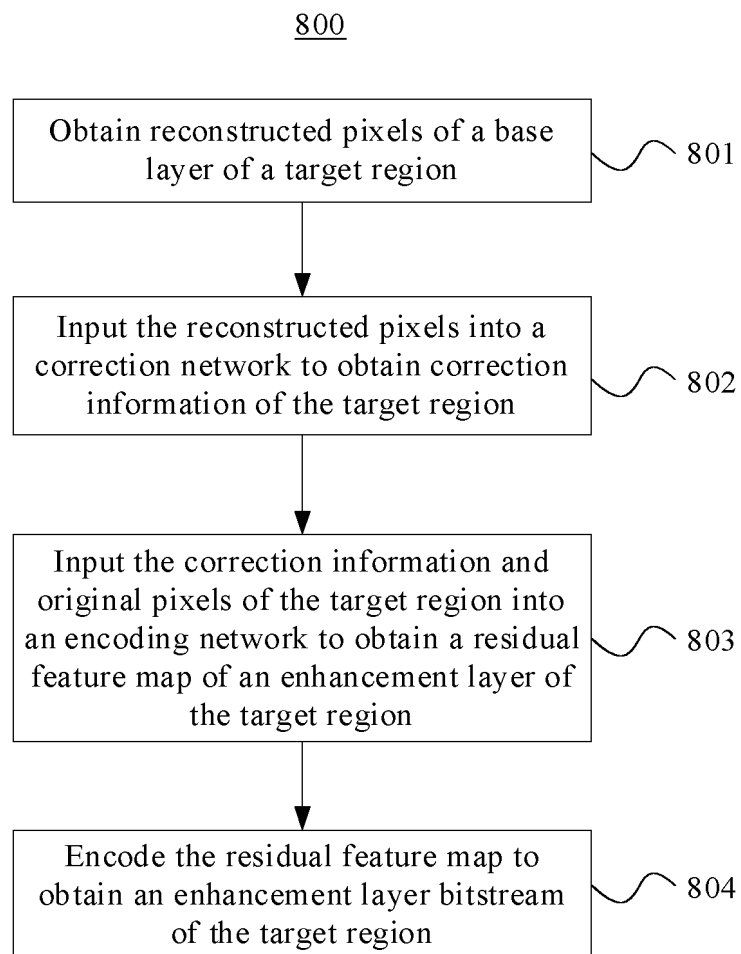 800
Obtain reconstructed pixels of a base
layer of a target region
801
Input the reconstructed pixels into a
correction network to obtain correction
information of the target region
802
Input the correction information and
original pixels of the target region into
an encoding network to obtain a residual
feature map of an enhancement layer of
the target region
803
Encode the residual feature map to
obtain an enhancement layer bitstream
of the target region
804